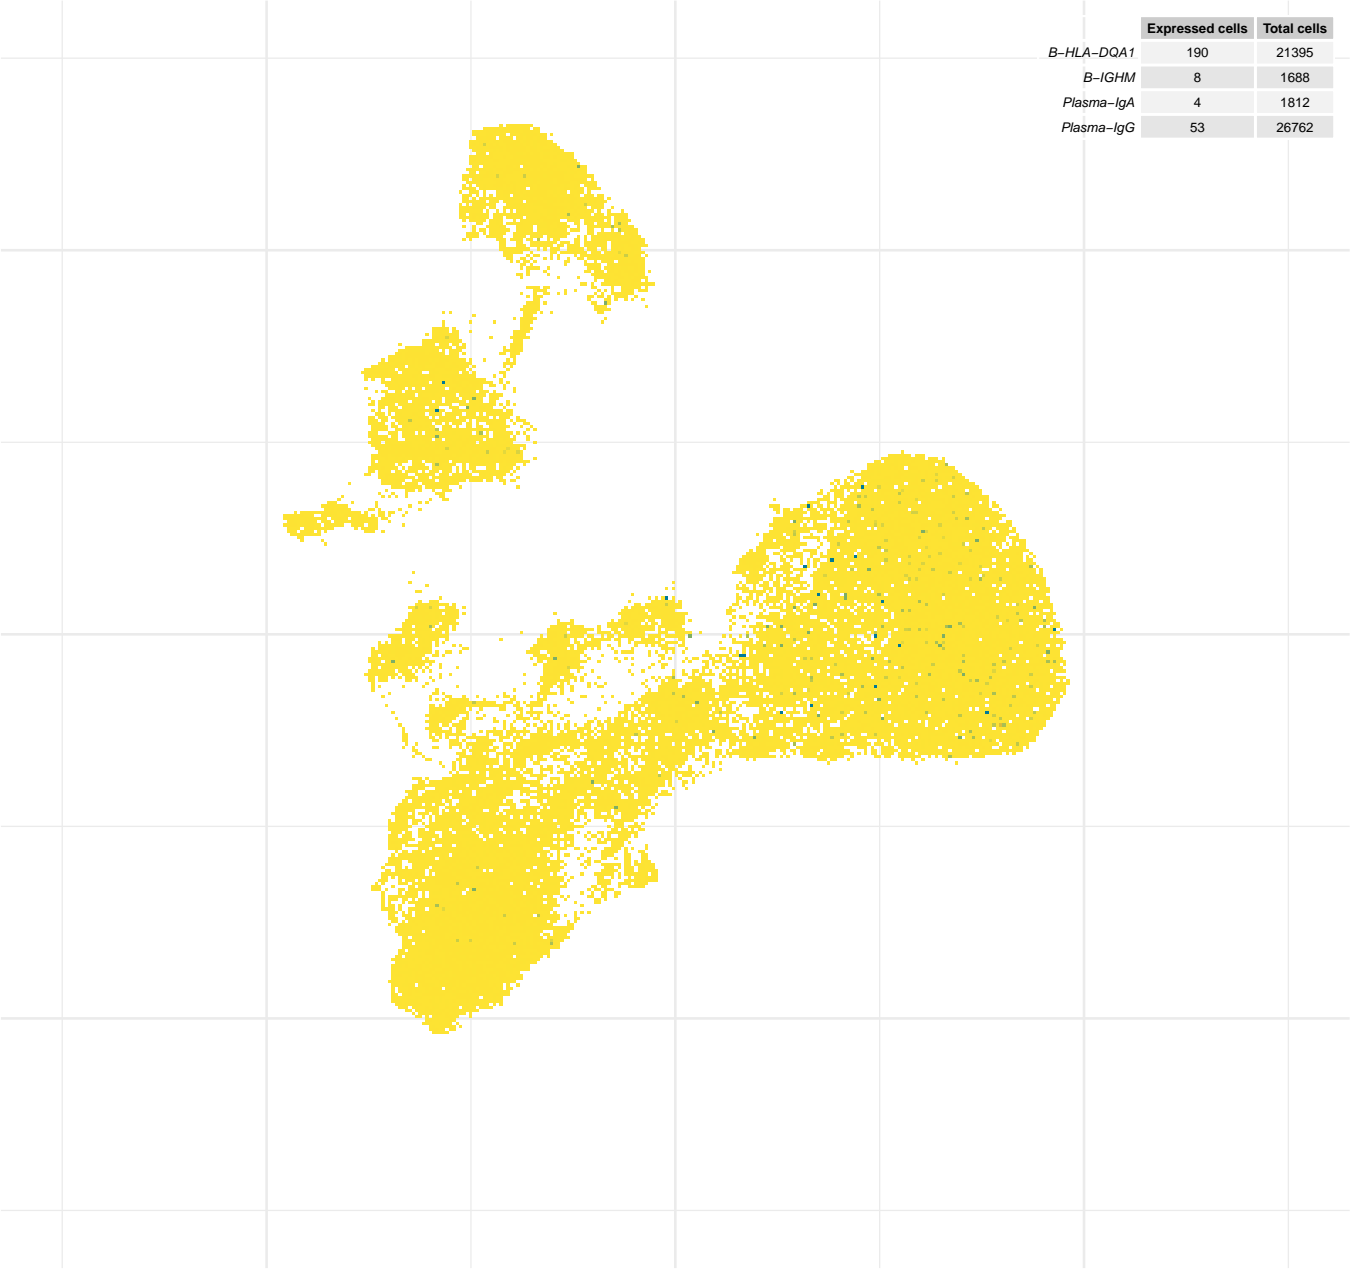 Expressed cells Total cells
B−HLA−DQA1 190 21395
B−IGHM 8 1688
Plasma−IgA 4 1812
Plasma−IgG 53 26762